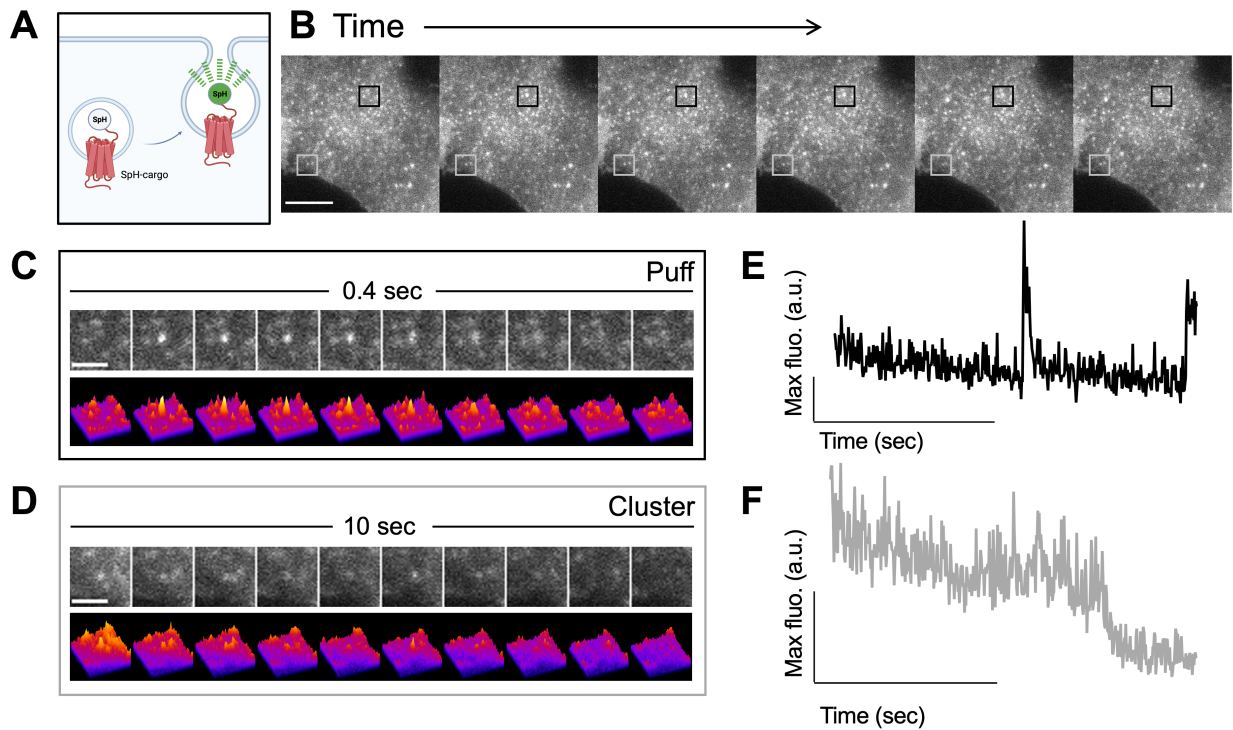 A
SpH
SpH
SpH-cargo
B Time
C
Puff
0.4 sec
D
Cluster
10 sec
E
Max fluo. (a.u.)
Time (sec)
F
Max fluo. (a.u.)
Time (sec)